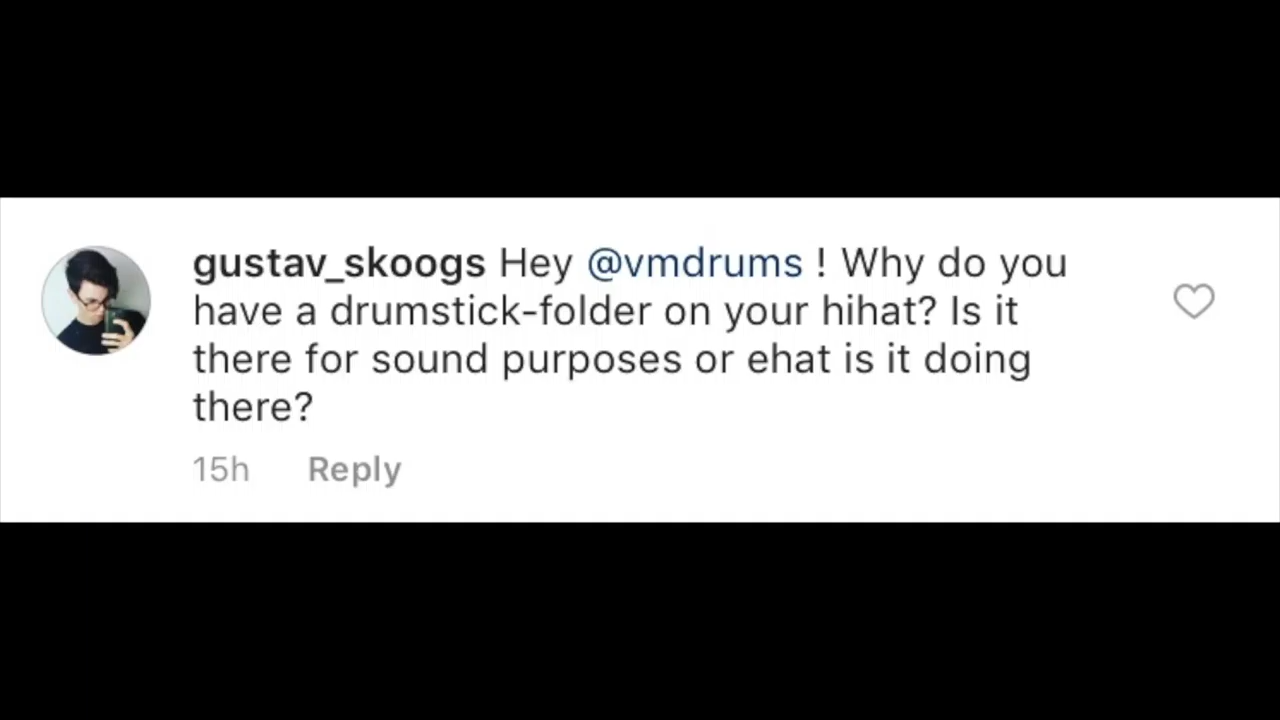 gustav_skoogs Hey @vmdrums ! Why do you
have a drumstick-folder on your hihat? Is it
there for sound purposes or ehat is it doing
there?
15h Reply